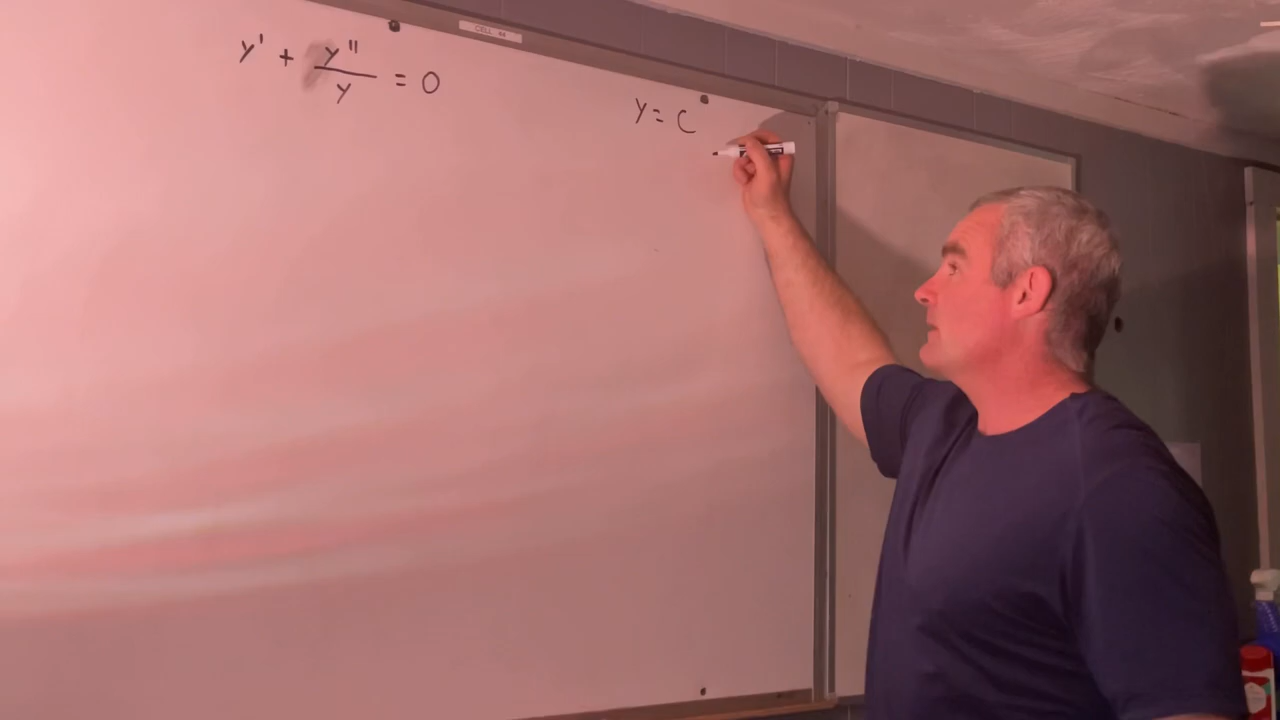 y' + y''/y = 0
y = C